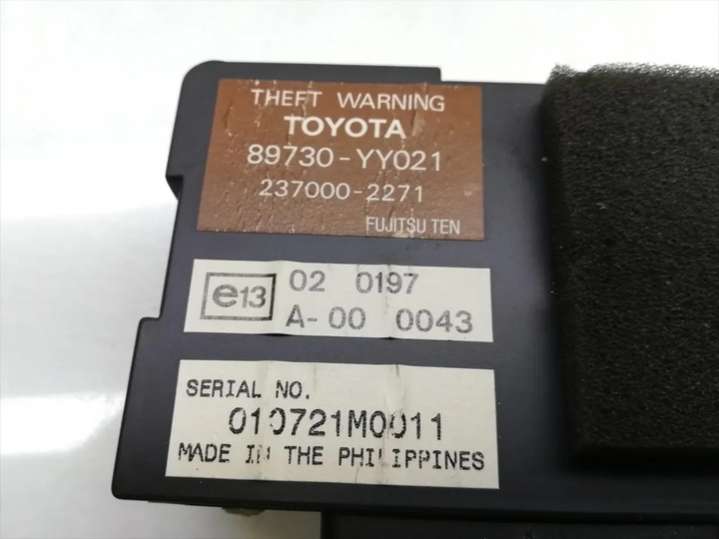 THEFT WARNING
TOYOTA
89730-YY021
237000-2271
FUJITSU TEN
e13 02 0197
A-00 0043
SERIAL NO.
010721M0011
MADE IN THE PHILIPPINES